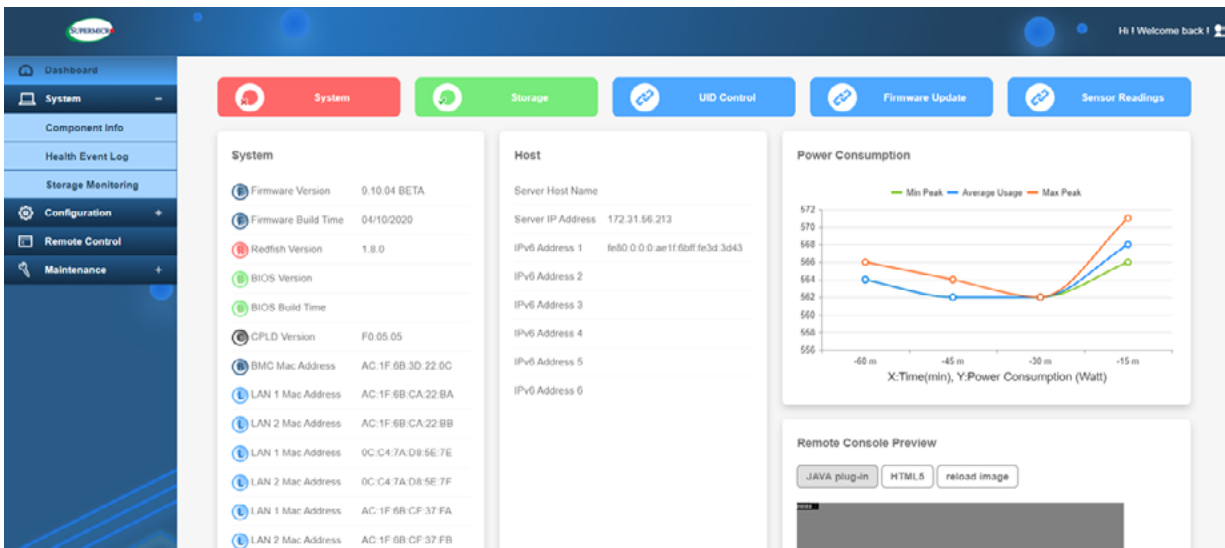 SUPERMICR
Hi ! Welcome back !
Dashboard
System −
Component Info
Health Event Log
Storage Monitoring
Configuration +
Remote Control
Maintenance +
System
Storage
UID Control
Firmware Update
Sensor Readings
System
Firmware Version 9.10.04 BETA
Firmware Build Time 04/10/2020
Redfish Version 1.8.0
BIOS Version
BIOS Build Time
CPLD Version F0.05.05
BMC Mac Address AC:1F:6B:3D:22:0C
LAN 1 Mac Address AC:1F:6B:CA:22:BA
LAN 2 Mac Address AC:1F:6B:CA:22:BB
LAN 1 Mac Address 0C:C4:7A:D8:5E:7E
LAN 2 Mac Address 0C:C4:7A:D8:5E:7F
LAN 1 Mac Address AC:1F:6B:CF:37:FA
LAN 2 Mac Address AC:1F:6B:CF:37:FB
Host
Server Host Name
Server IP Address 172.31.56.213
IPv6 Address 1 fe80:0:0:0:ae1f:6bff:fe3d:3d43
IPv6 Address 2
IPv6 Address 3
IPv6 Address 4
IPv6 Address 5
IPv6 Address 6
Power Consumption
Min Peak Average Usage Max Peak
572
570
568
566
564
562
560
558
556
-60 m -45 m -30 m -15 m
X:Time(min), Y:Power Consumption (Watt)
Remote Console Preview
JAVA plug-in HTML5 reload image